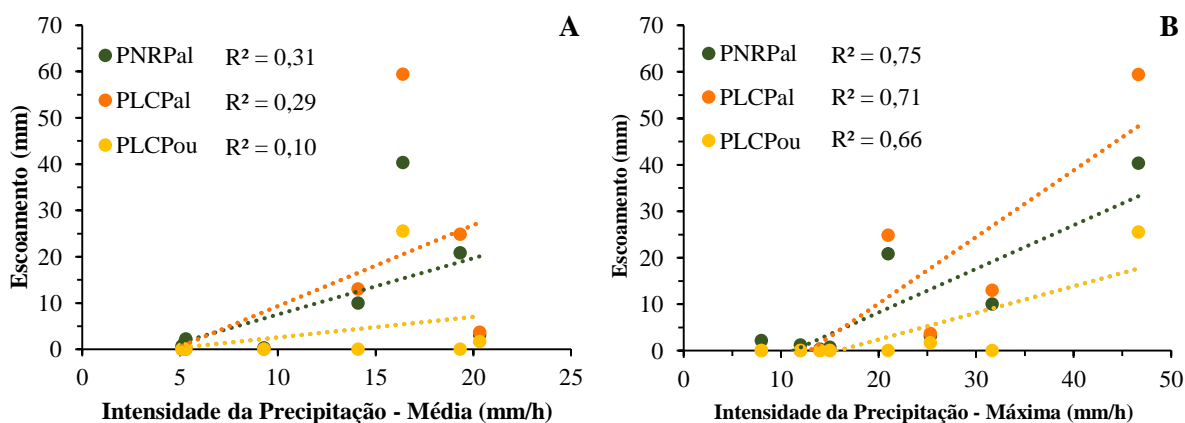 A
70
60
50
40
30
20
10
0
Escoamento (mm)
PNRPal R² = 0,31
PLCPal R² = 0,29
PLCPou R² = 0,10
0 5 10 15 20 25
Intensidade da Precipitação - Média (mm/h)
B
70
60
50
40
30
20
10
0
Escoamento (mm)
PNRPal R² = 0,75
PLCPal R² = 0,71
PLCPou R² = 0,66
0 10 20 30 40 50
Intensidade da Precipitação - Máxima (mm/h)